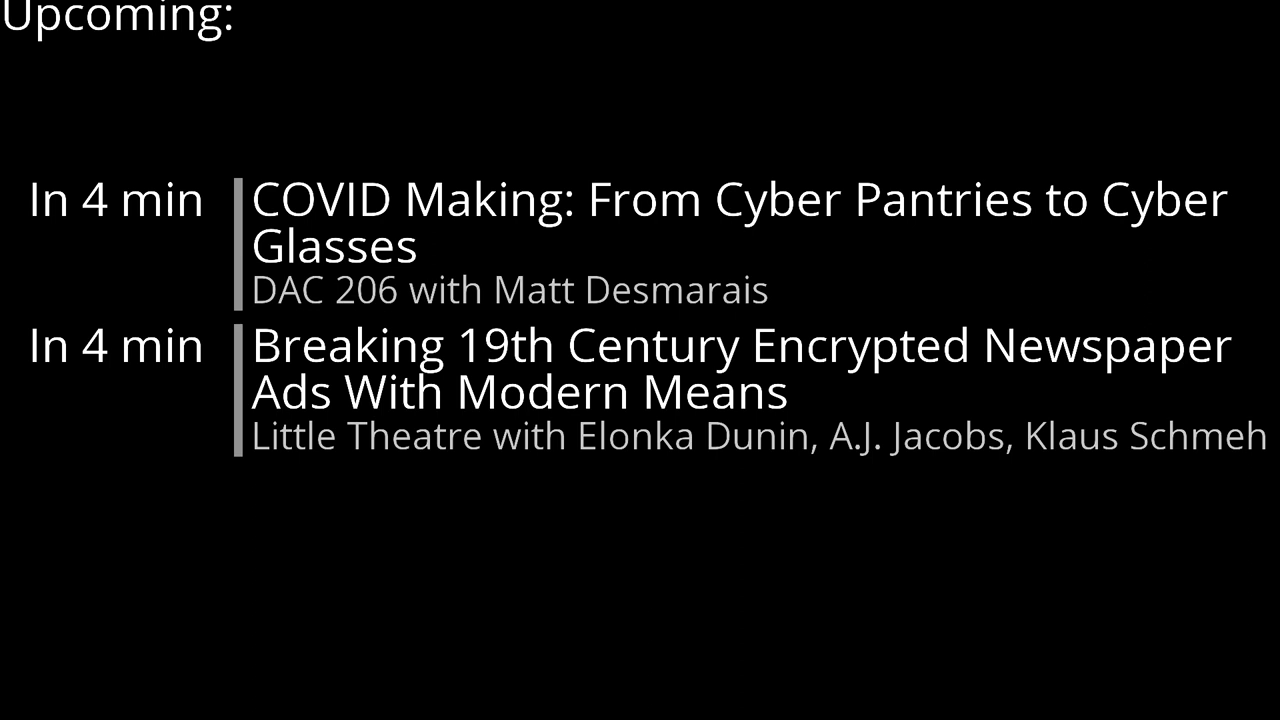 Upcoming:
In 4 min
COVID Making: From Cyber Pantries to Cyber
Glasses
DAC 206 with Matt Desmarais
In 4 min
Breaking 19th Century Encrypted Newspaper
Ads With Modern Means
Little Theatre with Elonka Dunin, A.J. Jacobs, Klaus Schmeh